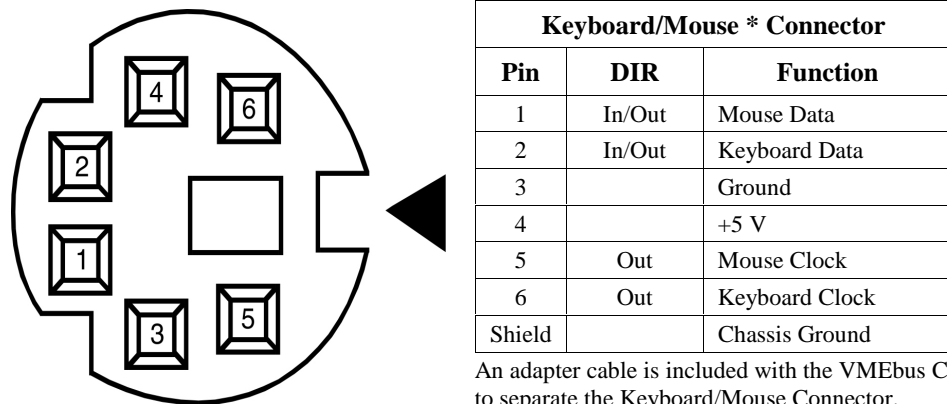 4
6
2
1
3
5
Keyboard/Mouse * Connector
Pin DIR Function
1 In/Out Mouse Data
2 In/Out Keyboard Data
3 Ground
4 +5 V
5 Out Mouse Clock
6 Out Keyboard Clock
Shield Chassis Ground
An adapter cable is included with the VMEbus C
to separate the Keyboard/Mouse Connector.